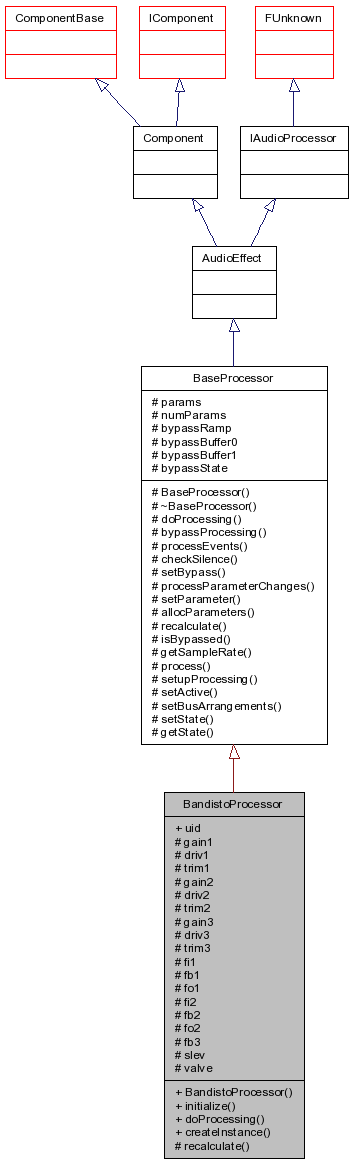 ComponentBase
IComponent
FUnknown
Component
IAudioProcessor
AudioEffect
BaseProcessor
# params
# numParams
# bypassRamp
# bypassBuffer0
# bypassBuffer1
# bypassState
# BaseProcessor()
# ~BaseProcessor()
# doProcessing()
# bypassProcessing()
# processEvents()
# checkSilence()
# setBypass()
# processParameterChanges()
# setParameter()
# allocParameters()
# recalculate()
# isBypassed()
# getSampleRate()
# process()
# setupProcessing()
# setActive()
# setBusArrangements()
# setState()
# getState()
BandistoProcessor
+ uid
# gain1
# driv1
# trim1
# gain2
# driv2
# trim2
# gain3
# driv3
# trim3
# fi1
# fb1
# fo1
# fi2
# fb2
# fo2
# fb3
# slev
# valve
+ BandistoProcessor()
+ initialize()
+ doProcessing()
+ createInstance()
# recalculate()